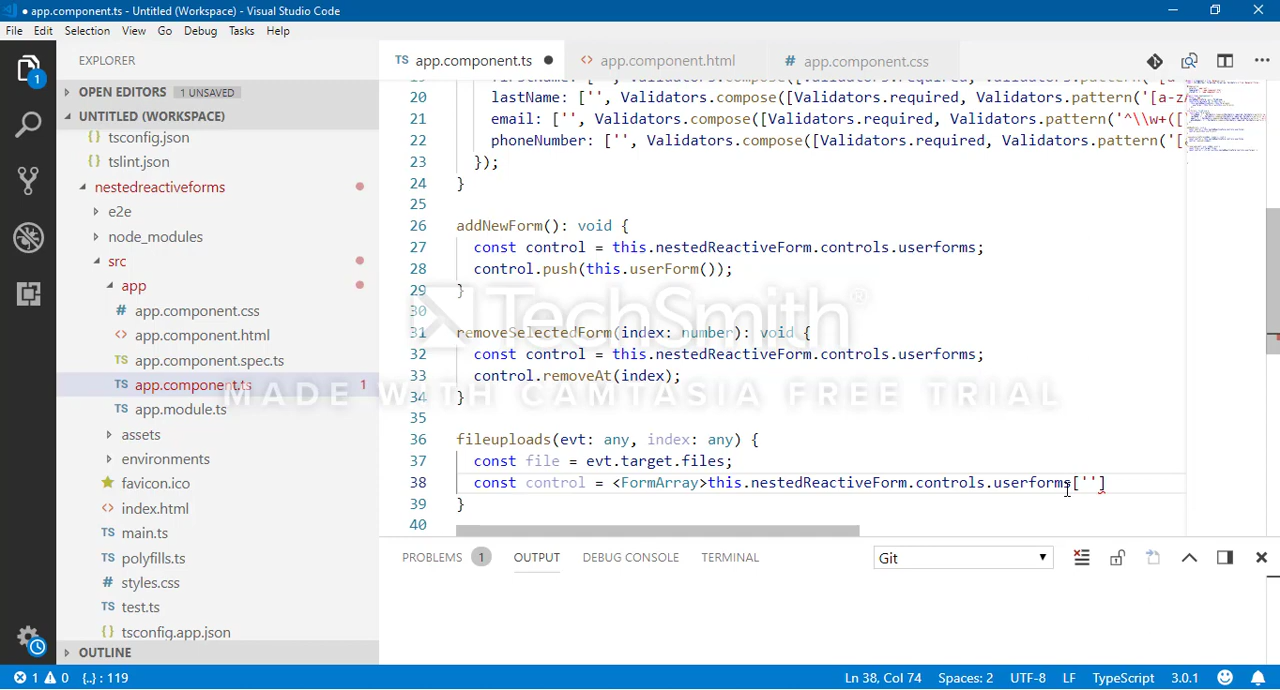 app.component.ts - Untitled (Workspace) - Visual Studio Code
File Edit Selection View Go Debug Tasks Help
EXPLORER
OPEN EDITORS 1 UNSAVED
UNTITLED (WORKSPACE)
tsconfig.json
tslint.json
nestedreactiveforms
e2e
node_modules
src
app
app.component.css
app.component.html
app.component.spec.ts
app.component.ts 1
app.module.ts
assets
environments
favicon.ico
index.html
main.ts
polyfills.ts
styles.css
test.ts
tsconfig.app.json
OUTLINE
1
TS app.component.ts
<> app.component.html
# app.component.css
20 lastName: ['', Validators.compose([Validators.required, Validators.pattern('[a-zA
21 email: ['', Validators.compose([Validators.required, Validators.pattern('^\\w+([
22 phoneNumber: ['', Validators.compose([Validators.required, Validators.pattern('[
23 });
24 }
25
26 addNewForm(): void {
27 const control = this.nestedReactiveForm.controls.userforms;
28 control.push(this.userForm());
29 }
30
31 removeSelectedForm(index: number): void {
32 const control = this.nestedReactiveForm.controls.userforms;
33 control.removeAt(index);
34 }
35
36 fileuploads(evt: any, index: any) {
37 const file = evt.target.files;
38 const control = <FormArray>this.nestedReactiveForm.controls.userforms['']
39 }
40
TechSmith®
MADE WITH CAMTASIA FREE TRIAL
PROBLEMS 1 OUTPUT DEBUG CONSOLE TERMINAL
Git
1 0 {..} : 119
Ln 38, Col 74 Spaces: 2 UTF-8 LF TypeScript 3.0.1